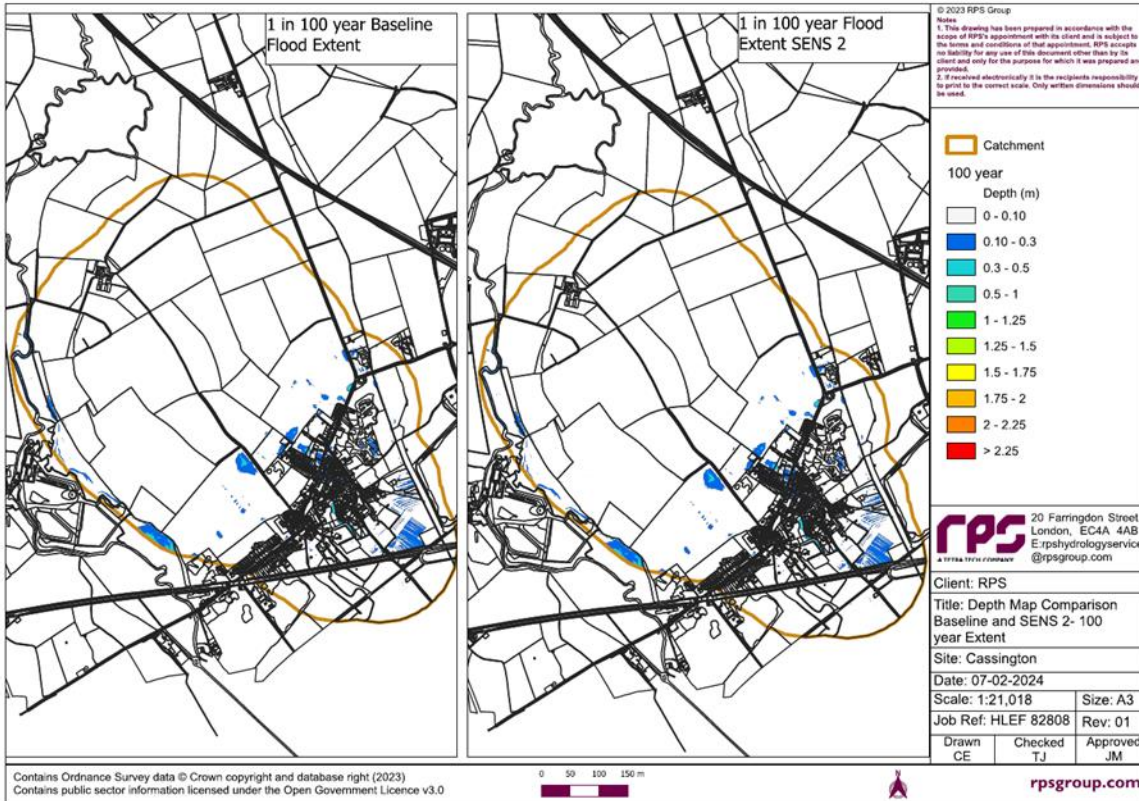 1 in 100 year Baseline
Flood Extent
1 in 100 year Flood
Extent SENS 2
© 2023 RPS Group
Notes
1. This drawing has been prepared in accordance with the
scope of RPS's appointment with its client and is subject to
the terms and conditions of that appointment. RPS accepts
no liability for any use of this document other than by its
client and only for the purpose for which it was prepared and
provided.
2. If received electronically it is the recipients responsibility
to print to the correct scale. Only written dimensions should
be used.
Catchment
100 year
Depth (m)
0 - 0.10
0.10 - 0.3
0.3 - 0.5
0.5 - 1
1 - 1.25
1.25 - 1.5
1.5 - 1.75
1.75 - 2
2 - 2.25
> 2.25
rps
A TETRA TECH COMPANY
20 Farringdon Street,
London, EC4A 4AB
E:rpshydrologyservice
@rpsgroup.com
Client: RPS
Title: Depth Map Comparison
Baseline and SENS 2- 100
year Extent
Site: Cassington
Date: 07-02-2024
Scale: 1:21,018
Size: A3
Job Ref: HLEF 82808
Rev: 01
Drawn
CE
Checked
TJ
Approved
JM
Contains Ordnance Survey data © Crown copyright and database right (2023)
Contains public sector information licensed under the Open Government Licence v3.0
0 50 100 150 m
N
rpsgroup.com